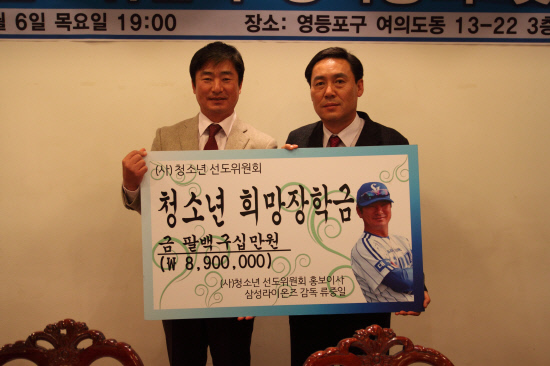 6일 목요일 19:00 장소: 영등포구 여의도동 13-22 3층
(사)청소년 선도위원회
청소년 희망장학금
금 팔백구십만원
(₩ 8,900,000)
(사)청소년 선도위원회 홍보이사
삼성라이온즈 감독 류중일